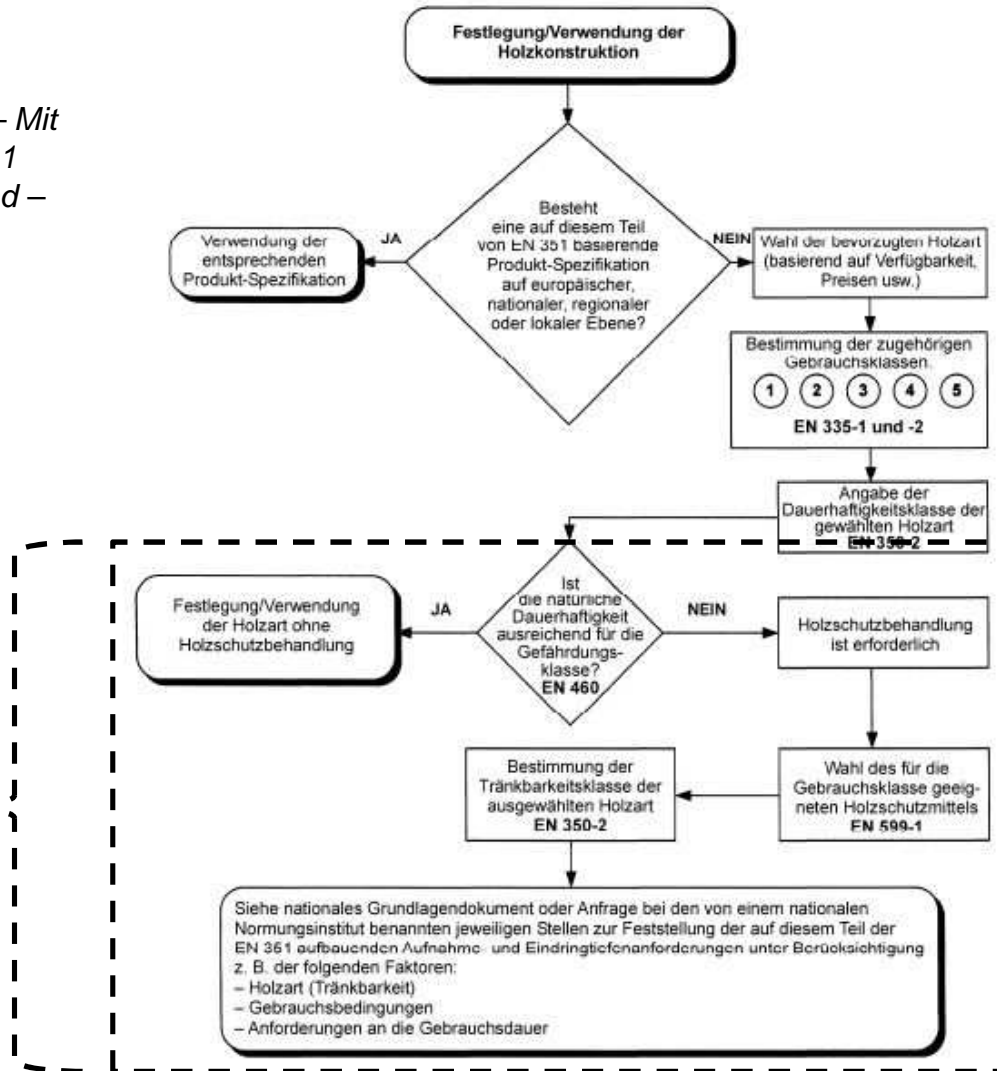 Festlegung/Verwendung der
Holzkonstruktion
– Mit
1
d –
Besteht
eine auf diesem Teil
von EN 351 basierende
Produkt-Spezifikation
auf europäischer,
nationaler, regionaler
oder lokaler Ebene?
JA
Verwendung der
entsprechenden
Produkt-Spezifikation
NEIN
Wahl der bevorzugten Holzart
(basierend auf Verfügbarkeit,
Preisen usw.)
Bestimmung der zugehörigen
Gebrauchsklassen.
1 2 3 4 5
EN 335-1 und -2
Angabe der
Dauerhaftigkeitsklasse der
gewählten Holzart
EN 350-2
Ist
die natürliche
Dauerhaftigkeit
ausreichend für die
Gefährdungs-
klasse?
EN 460
JA
Festlegung/Verwendung
der Holzart ohne
Holzschutzbehandlung
NEIN
Holzschutzbehandlung
ist erforderlich
Wahl des für die
Gebrauchsklasse geeig-
neten Holzschutzmittels
EN 599-1
Bestimmung der
Tränkbarkeitsklasse der
ausgewählten Holzart
EN 350-2
Siehe nationales Grundlagendokument oder Anfrage bei den von einem nationalen
Normungsinstitut benannten jeweiligen Stellen zur Feststellung der auf diesem Teil der
EN 351 aufbauenden Aufnahme- und Eindringtiefenanforderungen unter Berücksichtigung
z. B. der folgenden Faktoren:
– Holzart (Tränkbarkeit)
– Gebrauchsbedingungen
– Anforderungen an die Gebrauchsdauer